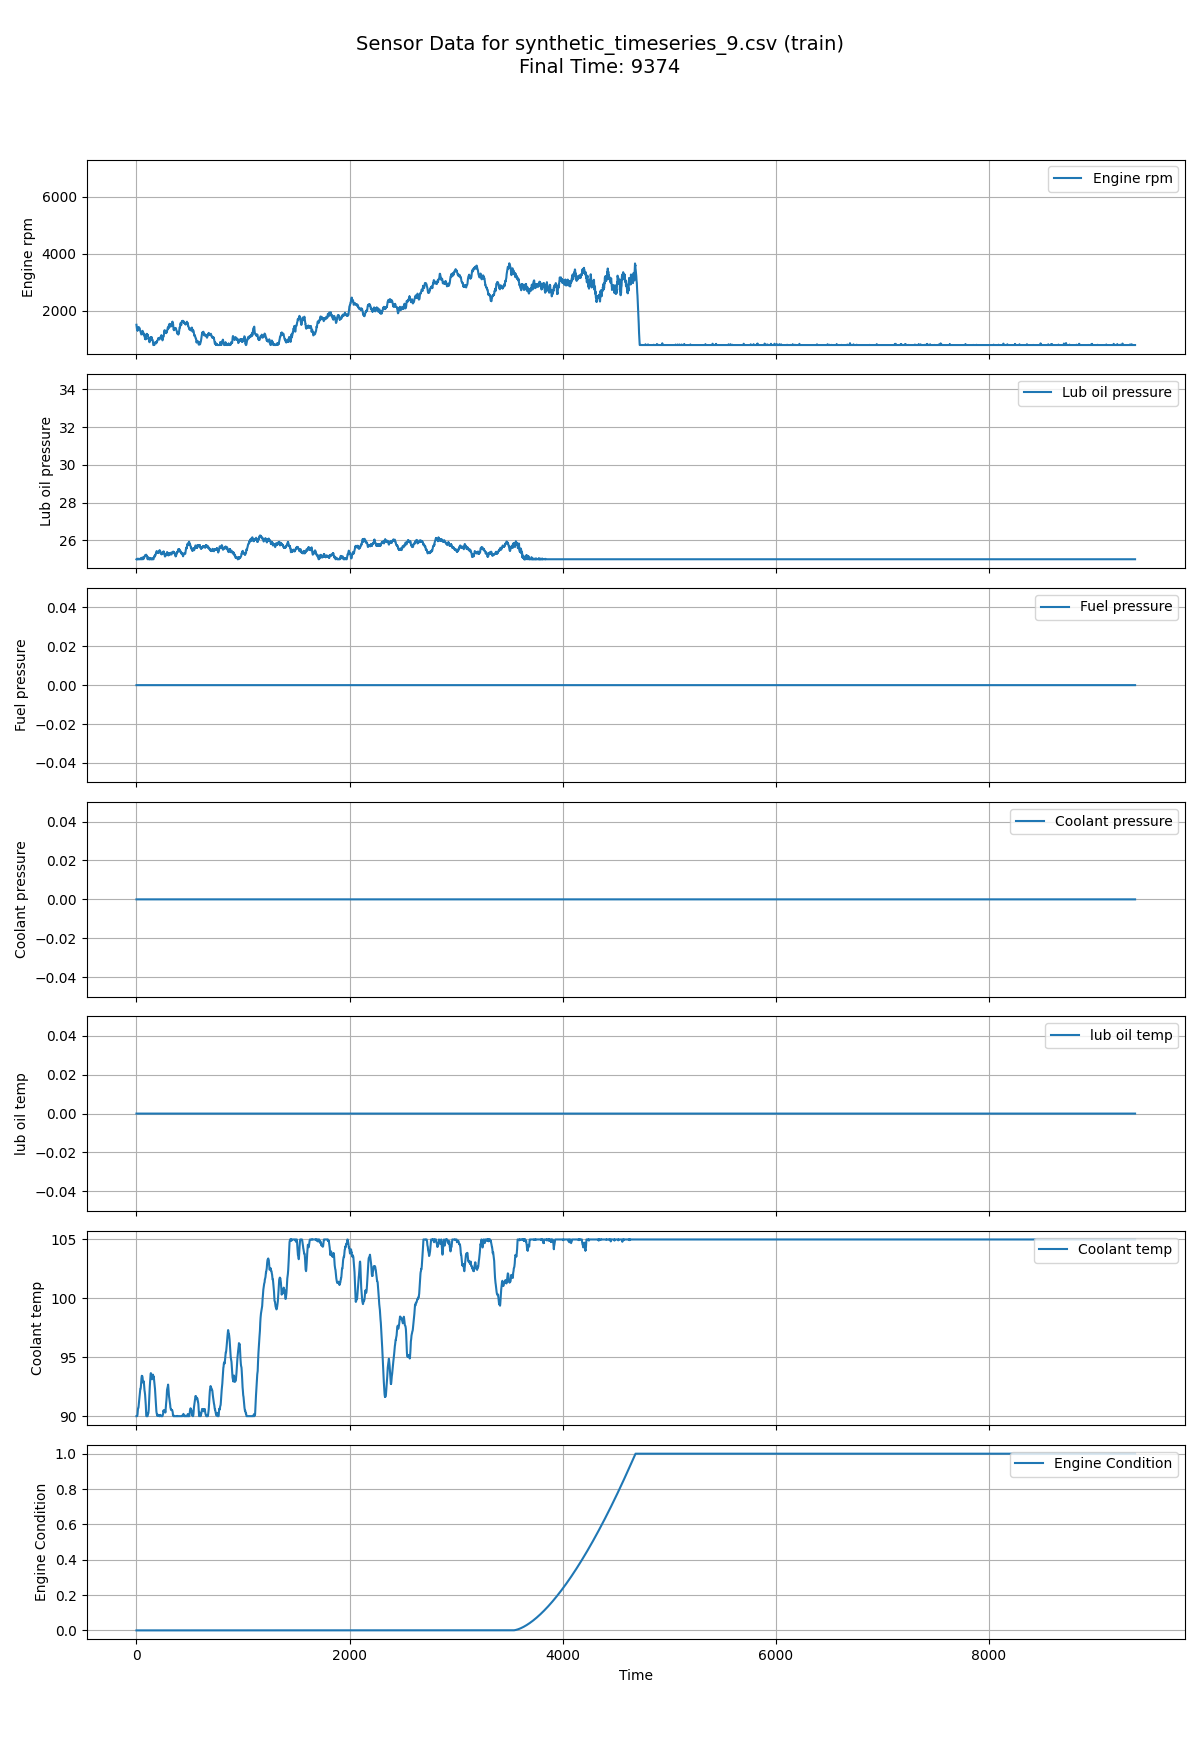 Sensor Data for synthetic_timeseries_9.csv (train)
Final Time: 9374
Engine rpm
6000
4000
2000
Engine rpm
Lub oil pressure
34
32
30
28
26
Lub oil pressure
Fuel pressure
0.04
0.02
0.00
−0.02
−0.04
Fuel pressure
Coolant pressure
0.04
0.02
0.00
−0.02
−0.04
Coolant pressure
lub oil temp
0.04
0.02
0.00
−0.02
−0.04
lub oil temp
Coolant temp
105
100
95
90
Coolant temp
Engine Condition
1.0
0.8
0.6
0.4
0.2
0.0
Engine Condition
0 2000 4000 6000 8000
Time